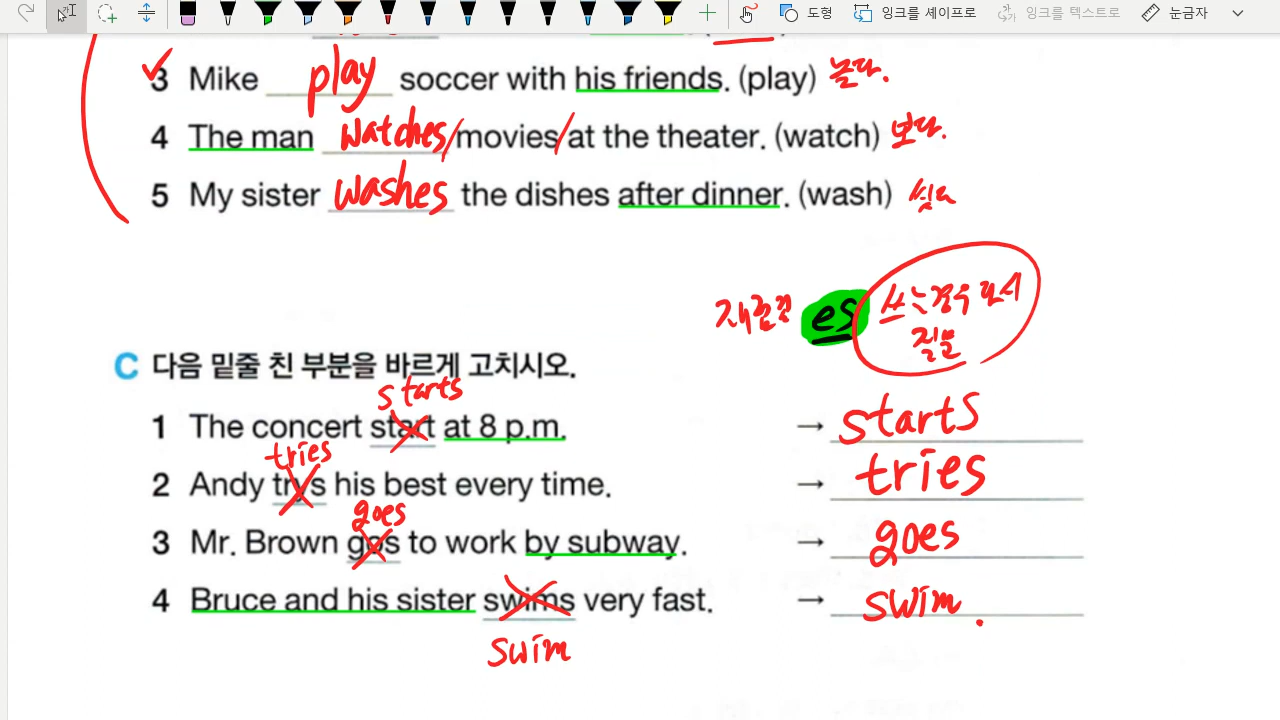 도형 잉크를 셰이프로 잉크를 텍스트로 눈금자
3 Mike play soccer with his friends. (play) 놀다.
4 The man watches/movies/at the theater. (watch) 보다.
5 My sister washes the dishes after dinner. (wash)
es 쓰는경우 다시
질문
C 다음 밑줄 친 부분을 바르게 고치시오.
starts
1 The concert start at 8 p.m. → starts
tries
2 Andy trys his best every time. → tries
goes
3 Mr. Brown gos to work by subway. → goes
4 Bruce and his sister swims very fast. → swim.
swim